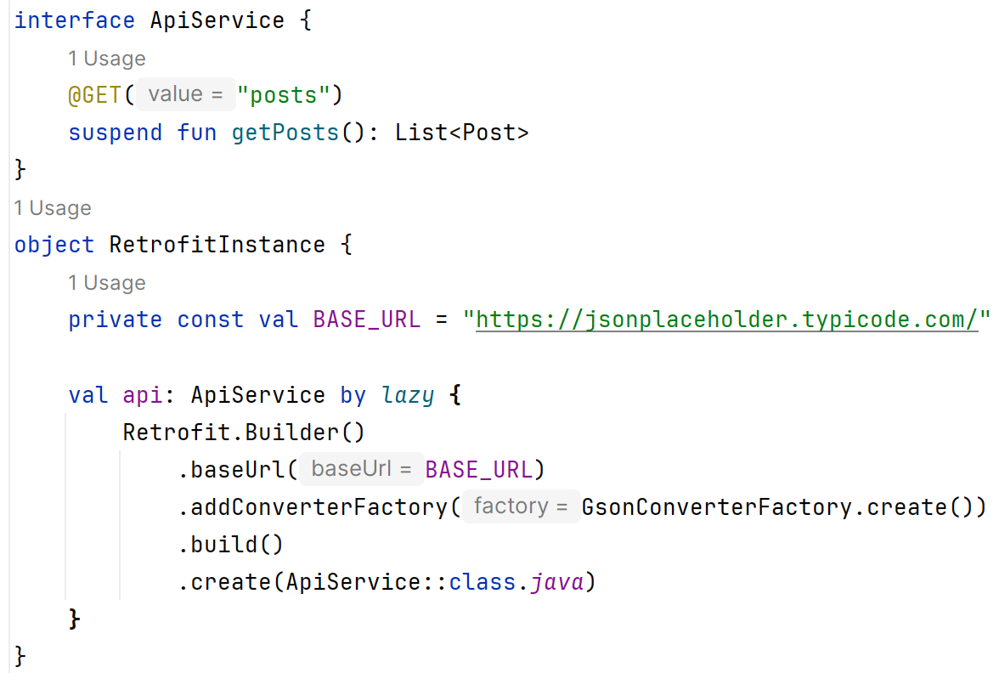 interface ApiService {
1 Usage
@GET( value = "posts")
suspend fun getPosts(): List<Post>
}
1 Usage
object RetrofitInstance {
1 Usage
private const val BASE_URL = "https://jsonplaceholder.typicode.com/"
val api: ApiService by lazy {
Retrofit.Builder()
.baseUrl( baseUrl = BASE_URL)
.addConverterFactory( factory = GsonConverterFactory.create())
.build()
.create(ApiService::class.java)
}
}